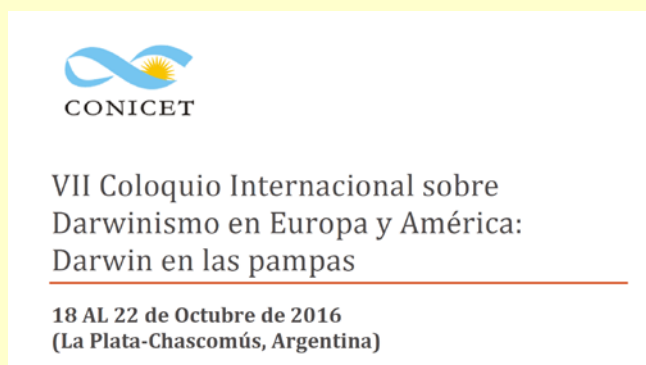 CONICET
VII Coloquio Internacional sobre
Darwinismo en Europa y América:
Darwin en las pampas
18 AL 22 de Octubre de 2016
(La Plata-Chascomús, Argentina)